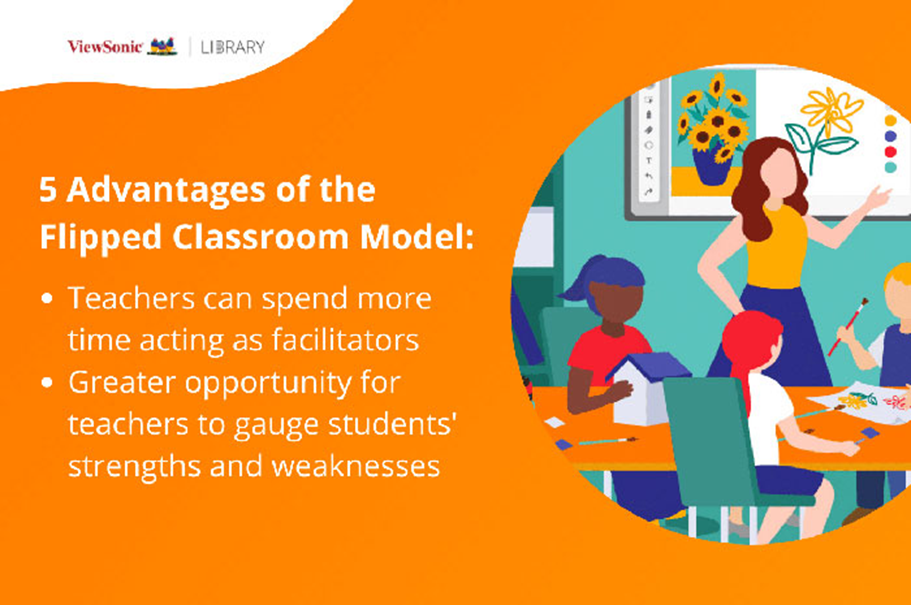 ViewSonic LIBRARY
5 Advantages of the
Flipped Classroom Model:
• Teachers can spend more
time acting as facilitators
• Greater opportunity for
teachers to gauge students'
strengths and weaknesses
T